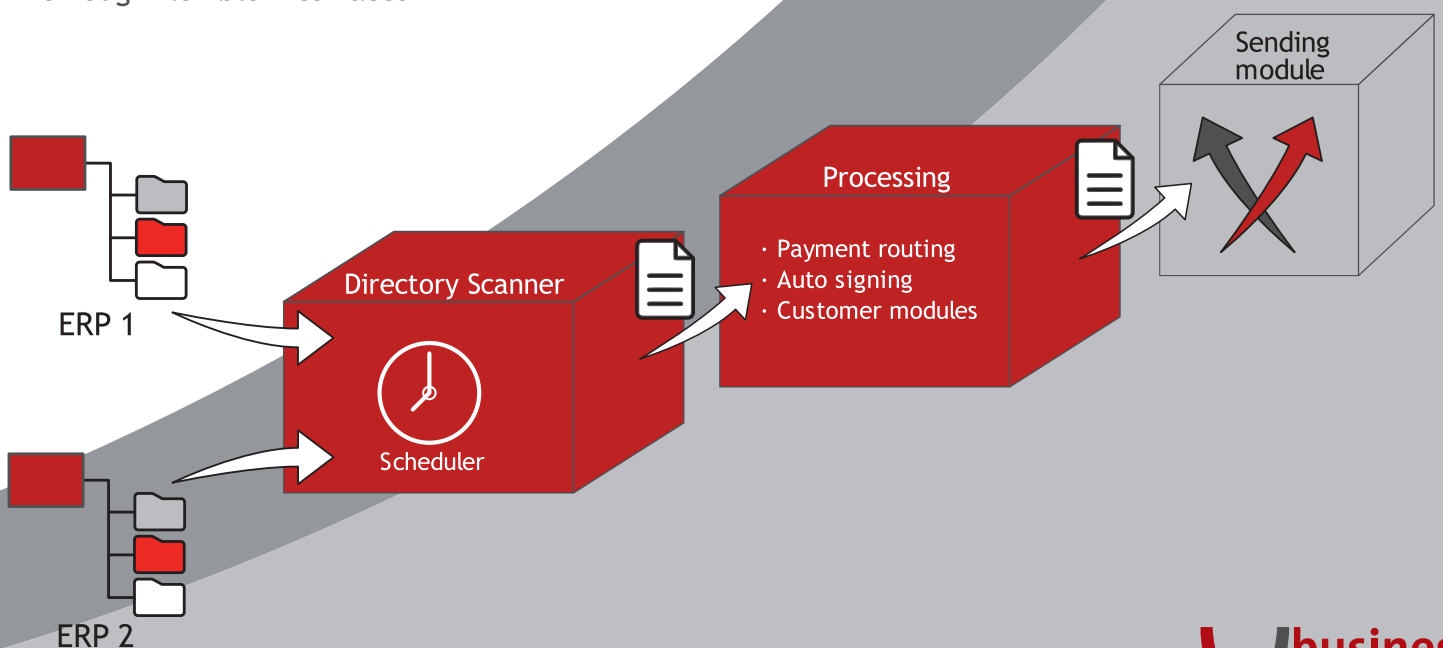 Sending
module
Processing
· Payment routing
· Auto signing
· Customer modules
Directory Scanner
Scheduler
ERP 1
ERP 2